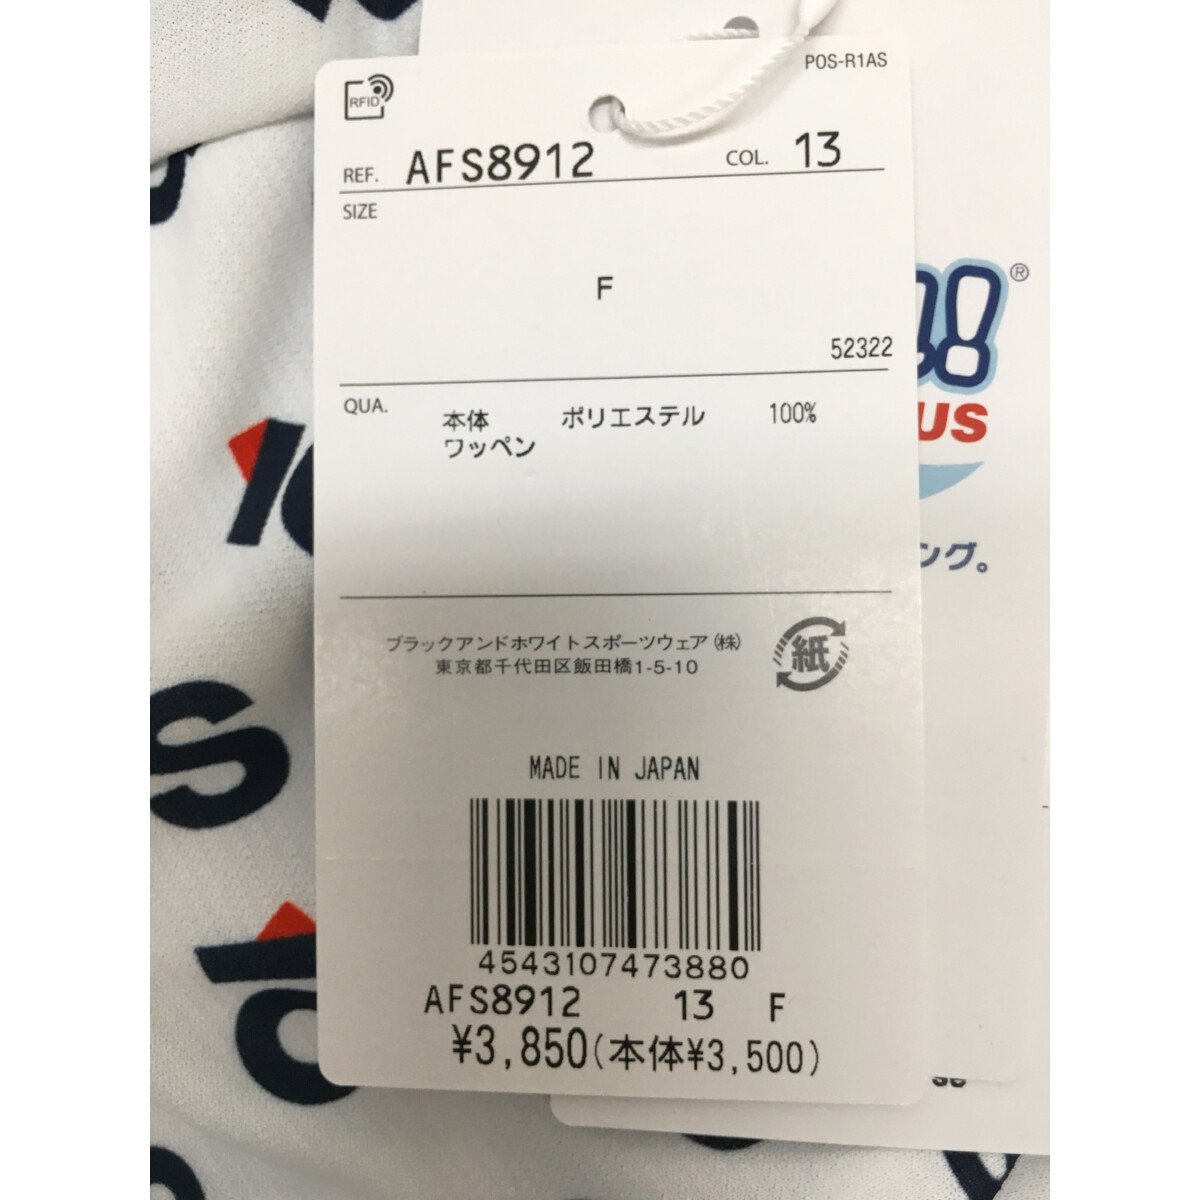 POS-R1AS
RFID
REF. AFS8912 COL. 13
SIZE
F
52322
QUA. 本体 ポリエステル 100%
ワッペン
ブラックアンドホワイトスポーツウェア(株)
東京都千代田区飯田橋1-5-10
紙
MADE IN JAPAN
4543107473880
AFS8912 13 F
¥3,850(本体¥3,500)
!®
US
ング。
S